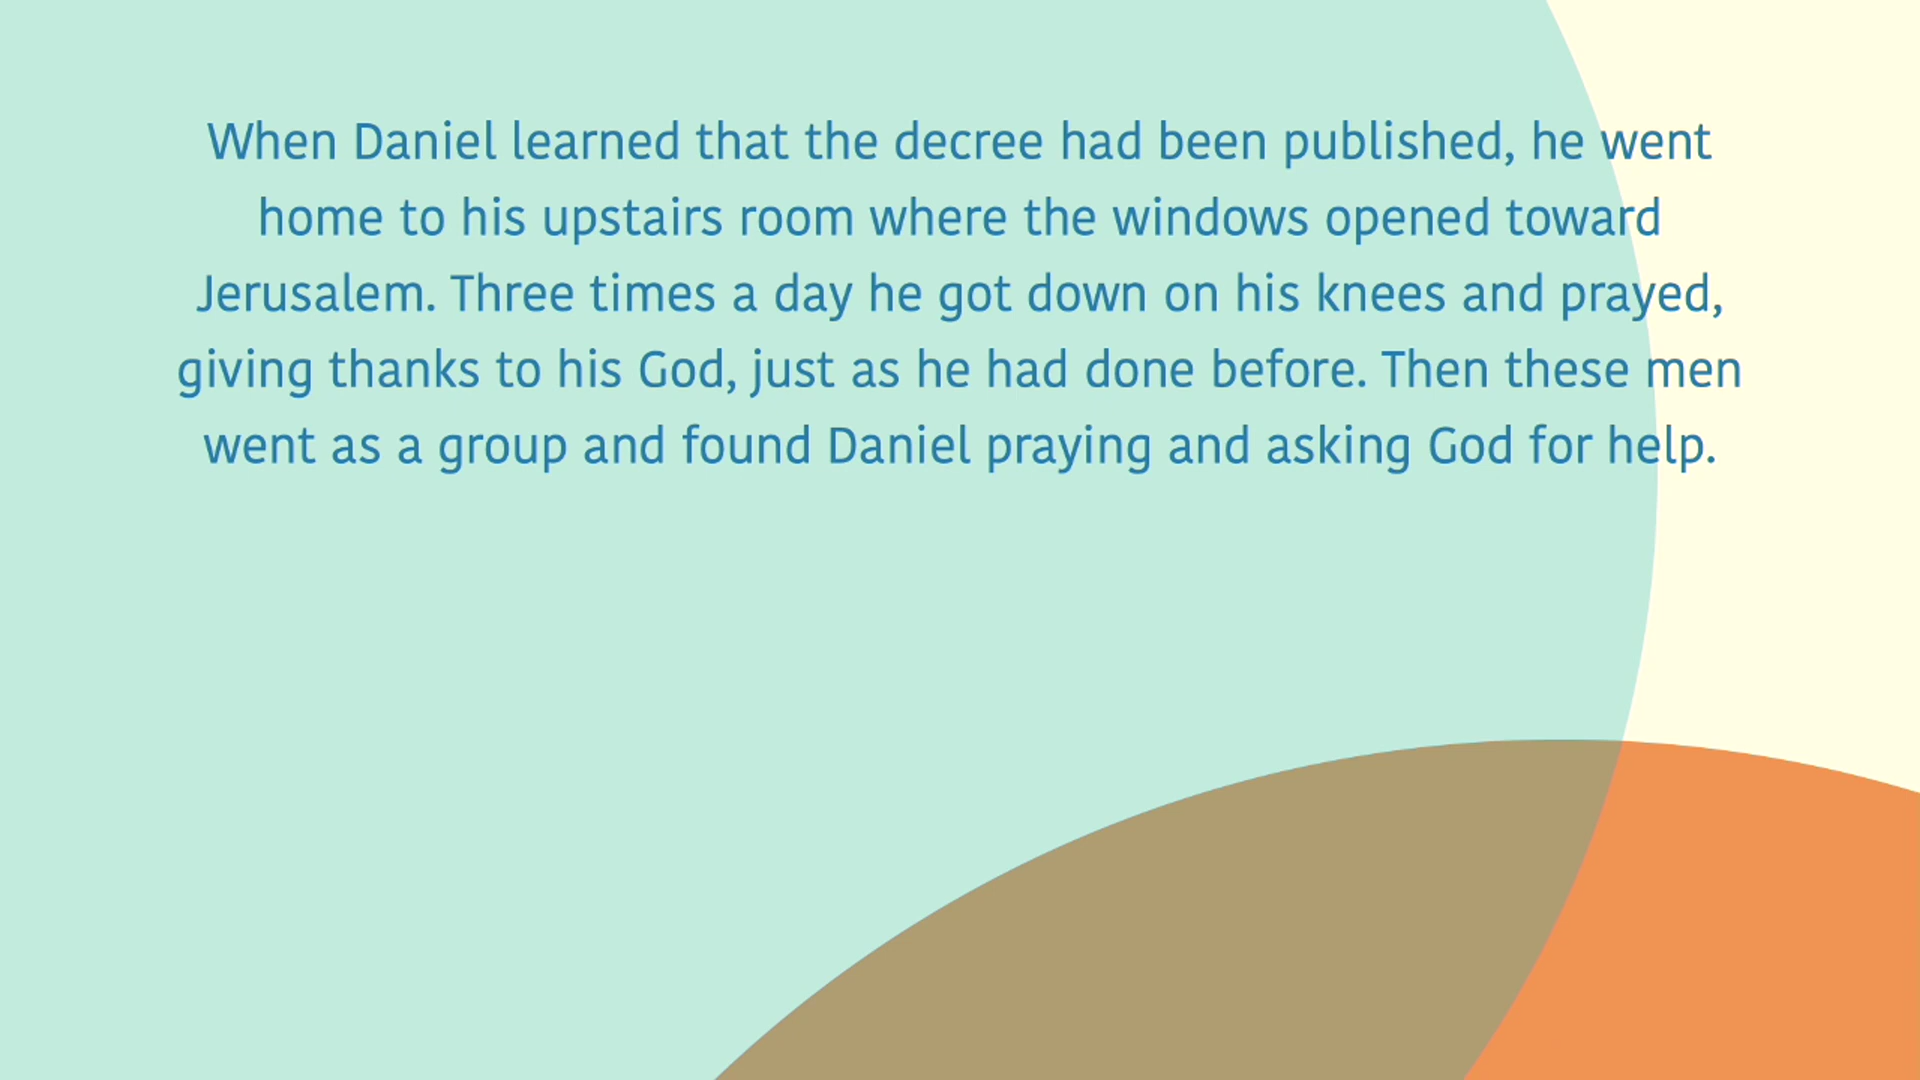 When Daniel learned that the decree had been published, he went
home to his upstairs room where the windows opened toward
Jerusalem. Three times a day he got down on his knees and prayed,
giving thanks to his God, just as he had done before. Then these men
went as a group and found Daniel praying and asking God for help.